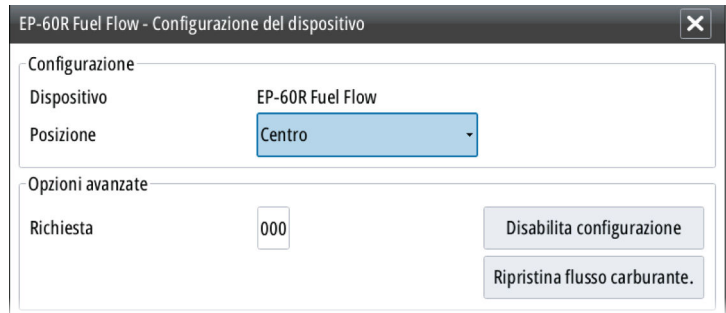 EP-60R Fuel Flow - Configurazione del dispositivo
Configurazione
Dispositivo EP-60R Fuel Flow
Posizione Centro
Opzioni avanzate
Richiesta 000 Disabilita configurazione
Ripristina flusso carburante.